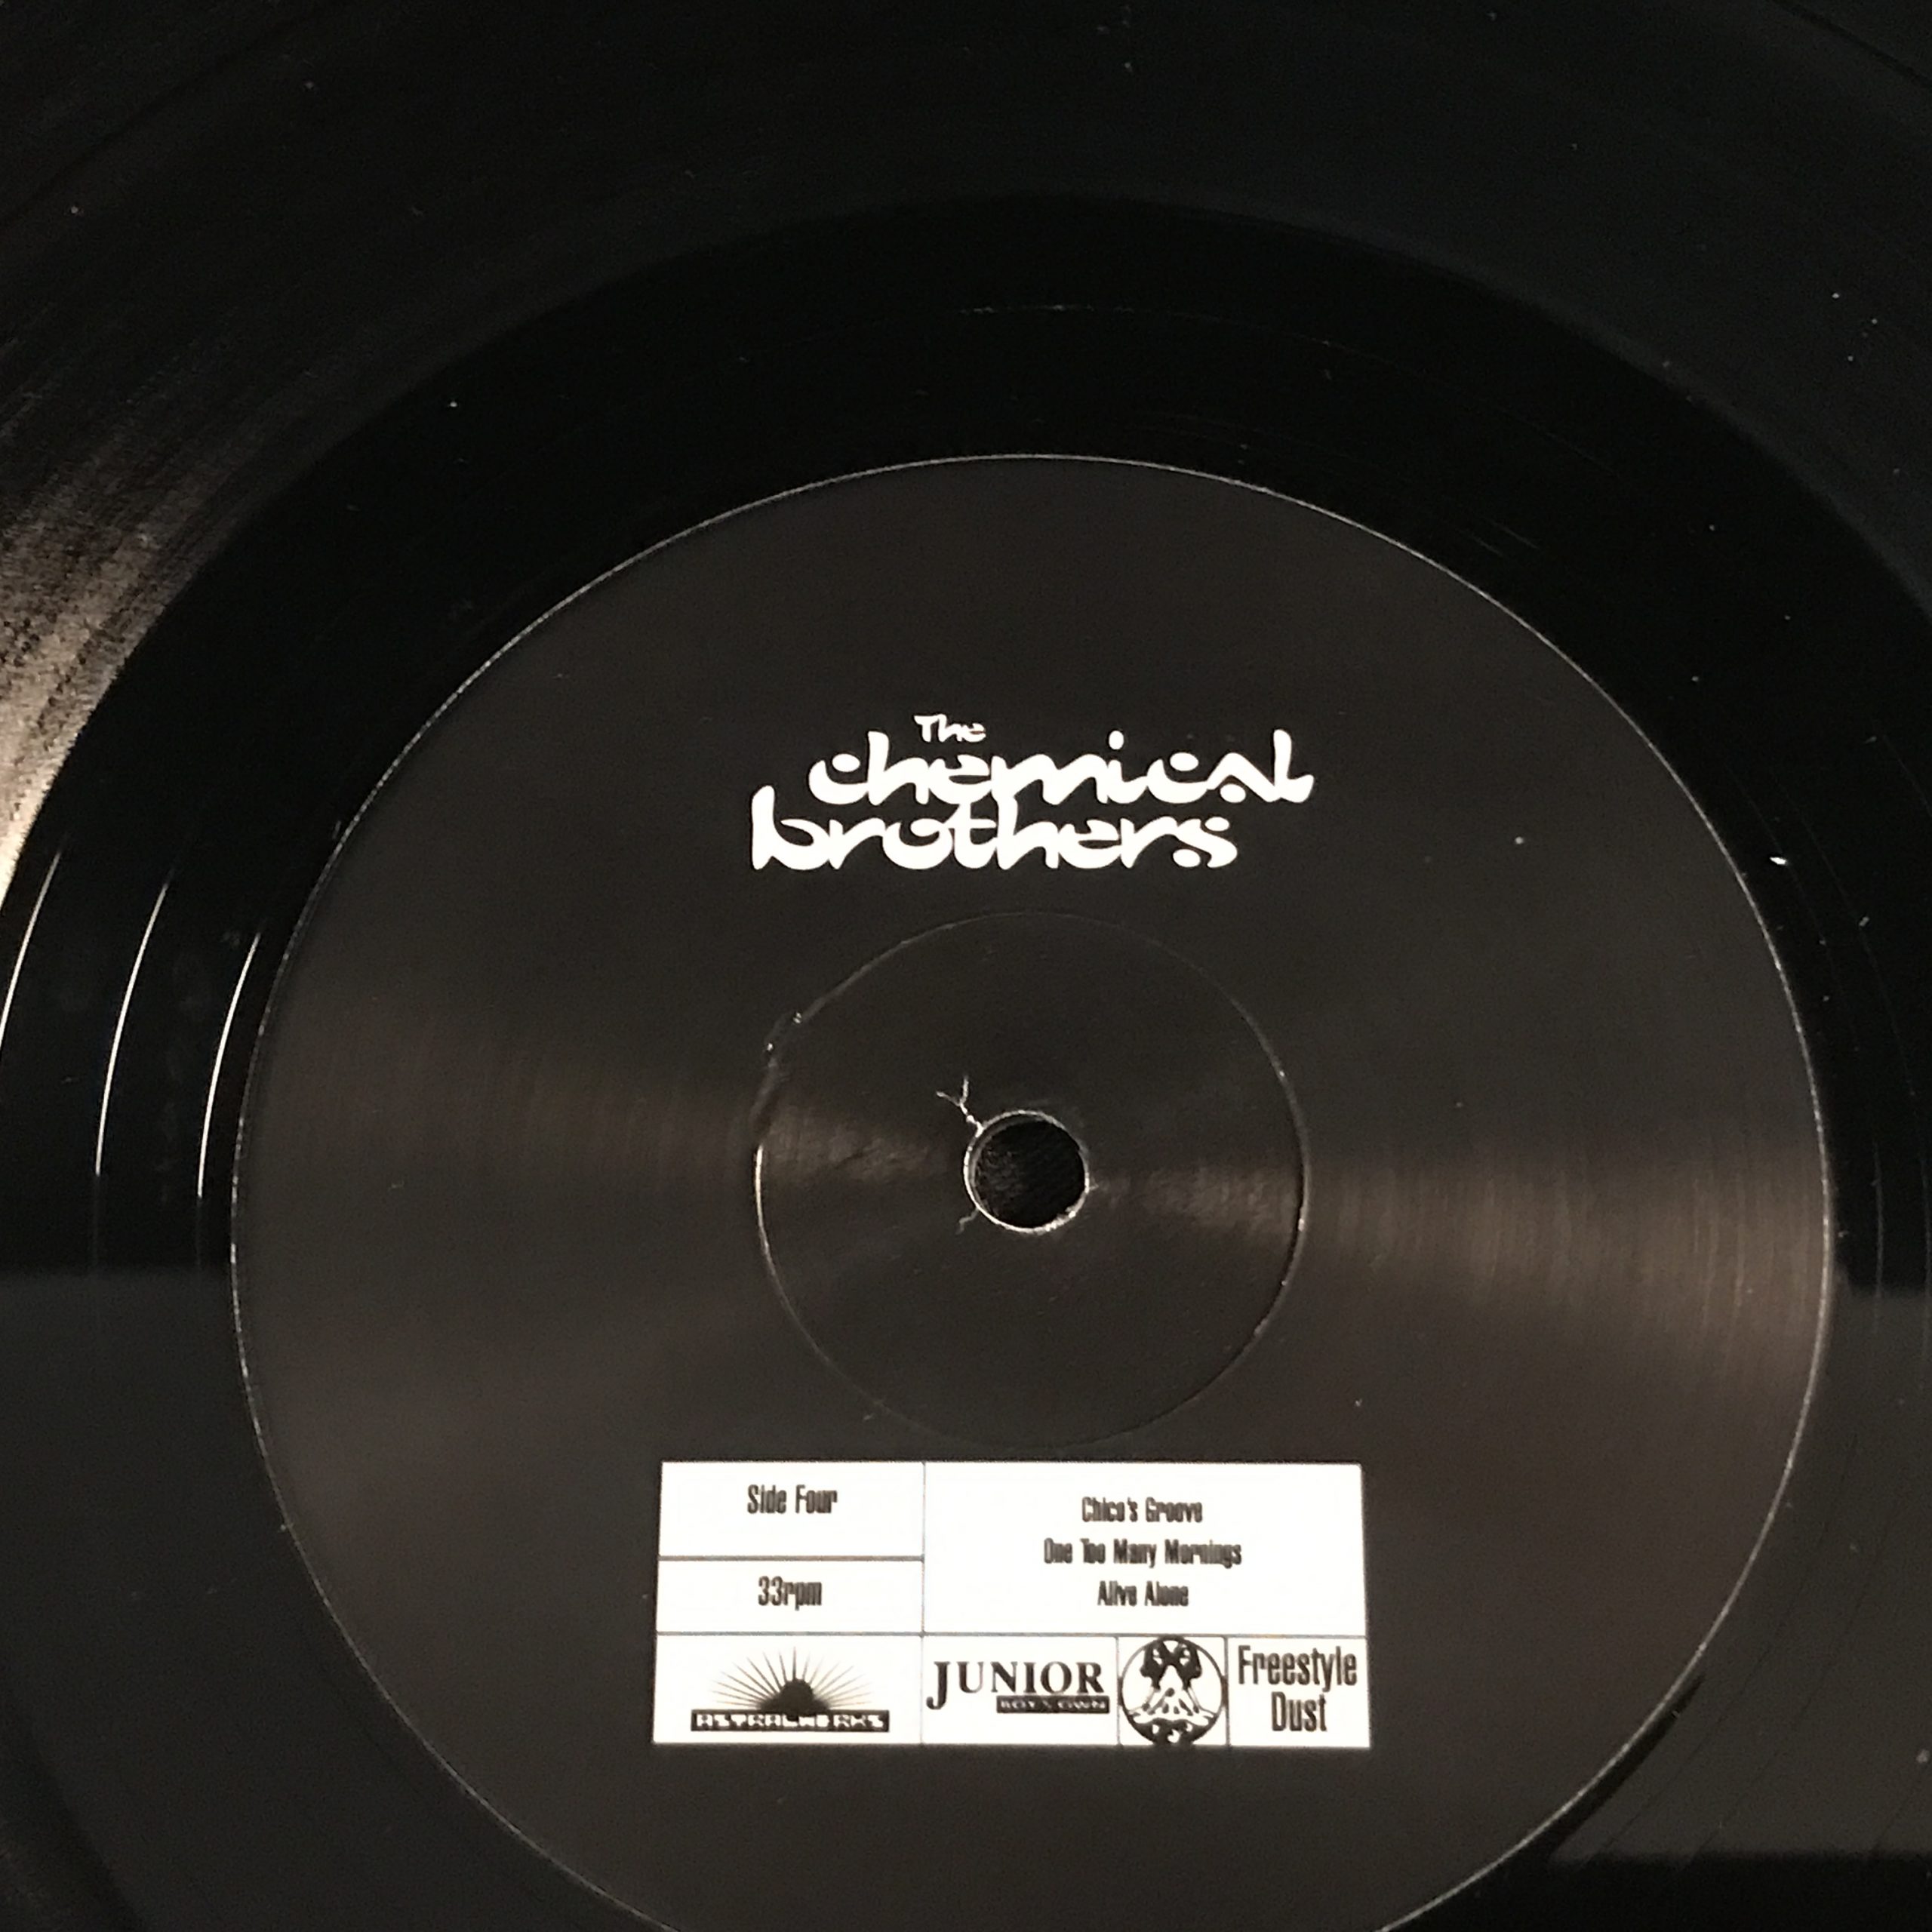 The
chemical
brothers
Side Four
33rpm
Chico's Groove
One Too Many Mornings
Alive Alone
ASTRALWERKS
JUNIOR
BOY'S OWN
Freestyle
Dust